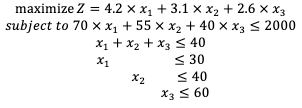 maximize Z = 4.2 × x₁ + 3.1 × x₂ + 2.6 × x₃
subject to 70 × x₁ + 55 × x₂ + 40 × x₃ ≤ 2000
x₁ + x₂ + x₃ ≤ 40
x₁ ≤ 30
x₂ ≤ 40
x₃ ≤ 60